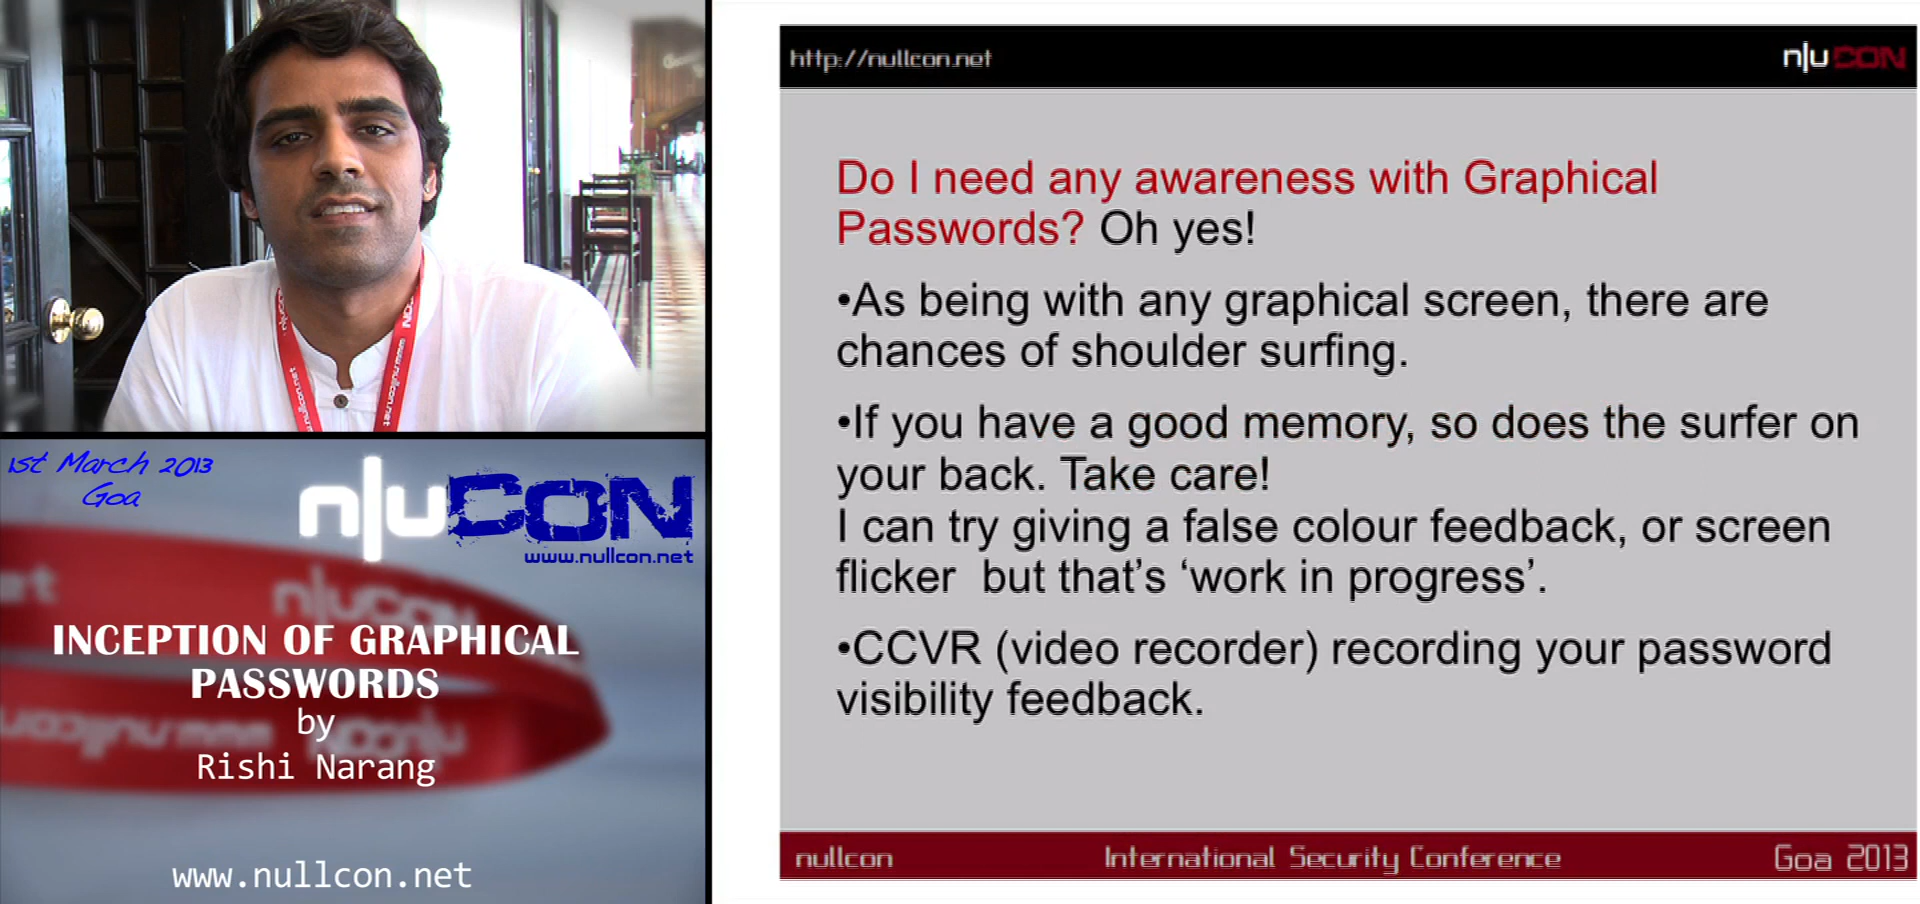 http://nullcon.net
n|uCON
Do I need any awareness with Graphical
Passwords? Oh yes!
•As being with any graphical screen, there are
chances of shoulder surfing.
•If you have a good memory, so does the surfer on
your back. Take care!
I can try giving a false colour feedback, or screen
flicker  but that’s ‘work in progress’.
•CCVR (video recorder) recording your password
visibility feedback.
nullcon
International Security Conference
Goa 2013
1st March 2013
Goa
n|uCON
www.nullcon.net
INCEPTION OF GRAPHICAL
PASSWORDS
by
Rishi Narang
www.nullcon.net